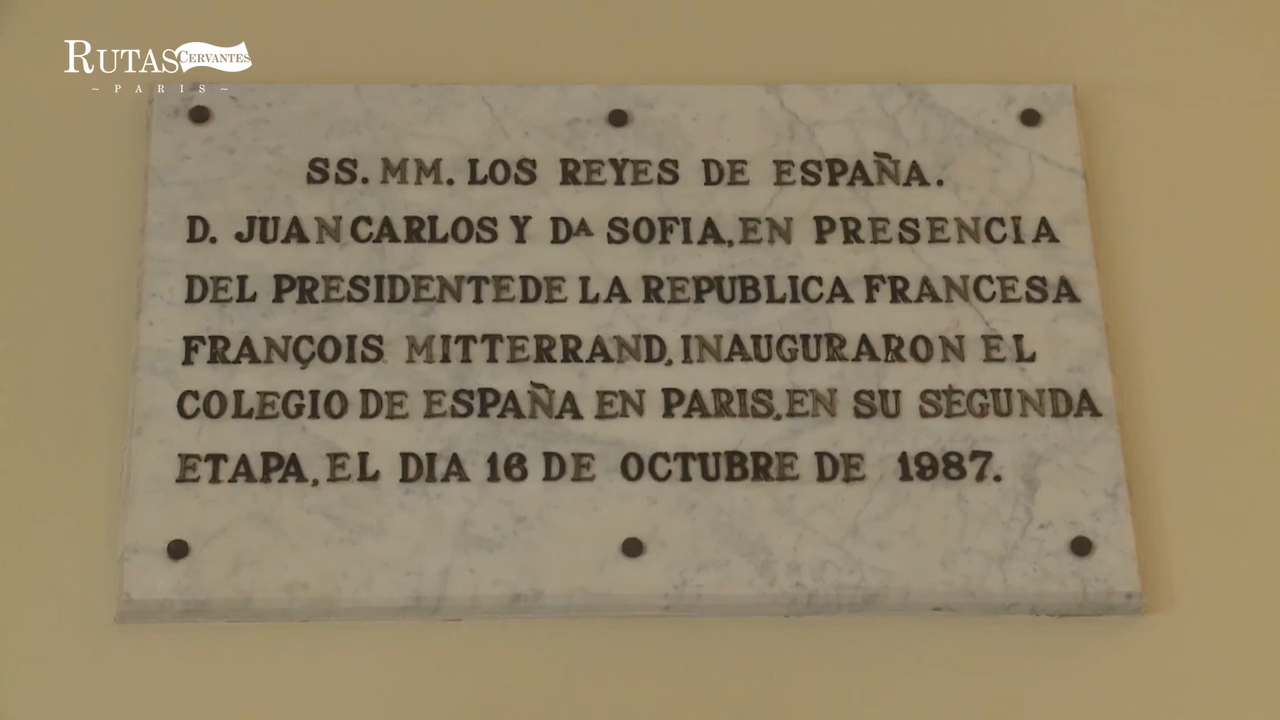 RUTAS CERVANTES
~ PARIS ~
SS. MM. LOS REYES DE ESPAÑA.
D. JUAN CARLOS Y Dª SOFIA, EN PRESENCIA
DEL PRESIDENTE DE LA REPUBLICA FRANCESA
FRANÇOIS MITTERRAND, INAUGURARON EL
COLEGIO DE ESPAÑA EN PARIS, EN SU SEGUNDA
ETAPA, EL DIA 16 DE OCTUBRE DE 1987.